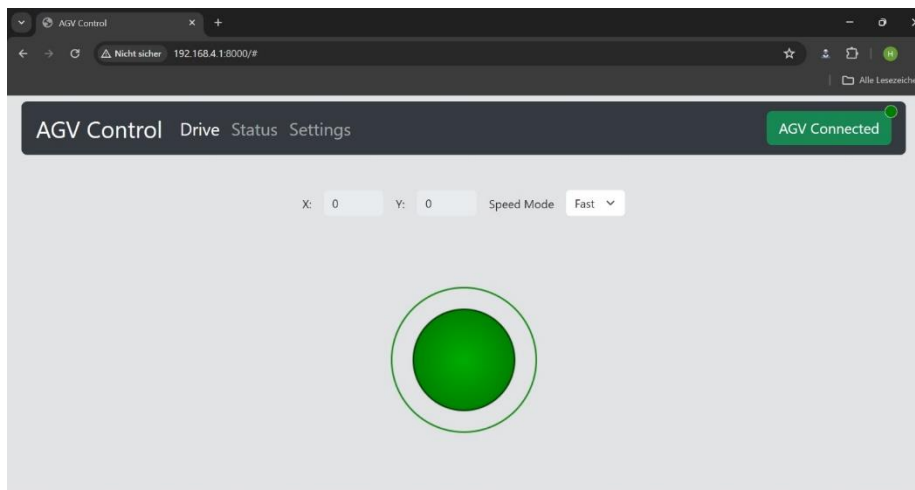 AGV Control
Nicht sicher 192.168.4.1:8000/#
H
Alle Lesezeiche
AGV Control Drive Status Settings AGV Connected
X: 0 Y: 0 Speed Mode Fast